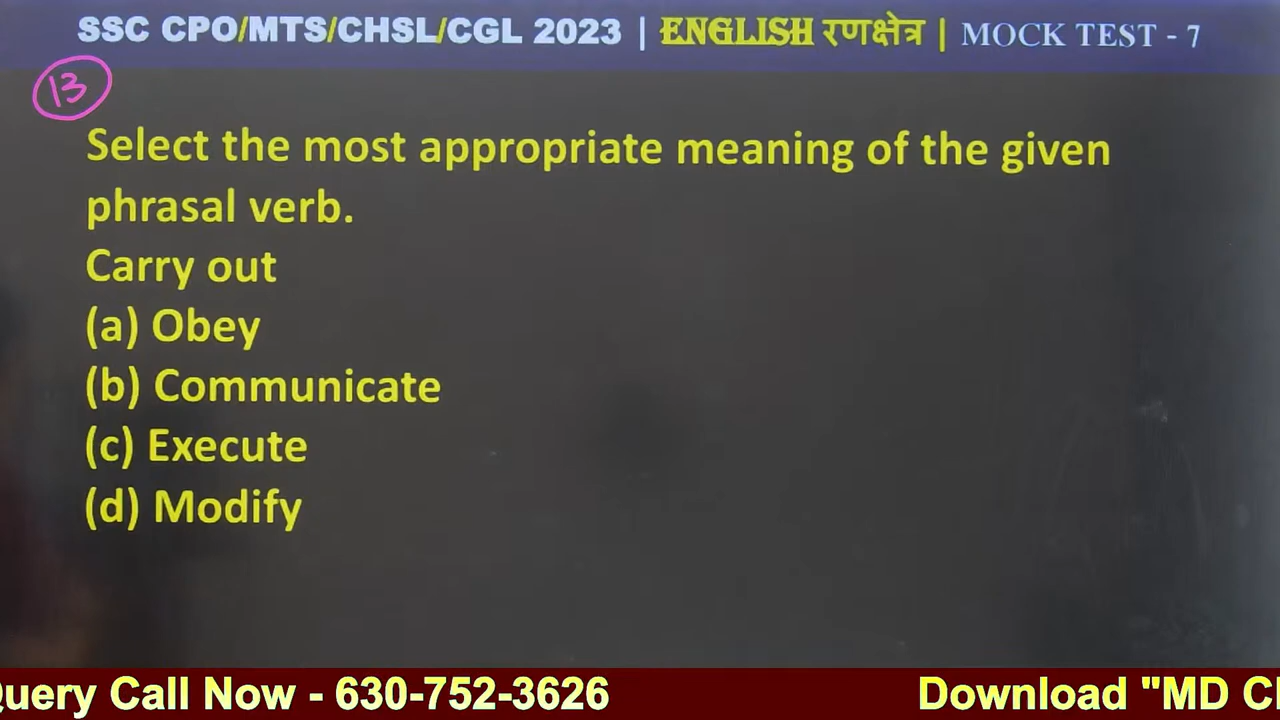 SSC CPO/MTS/CHSL/CGL 2023 | ENGLISH रणक्षेत्र | MOCK TEST - 7
13
Select the most appropriate meaning of the given
phrasal verb.
Carry out
(a) Obey
(b) Communicate
(c) Execute
(d) Modify
Query Call Now - 630-752-3626 Download "MD